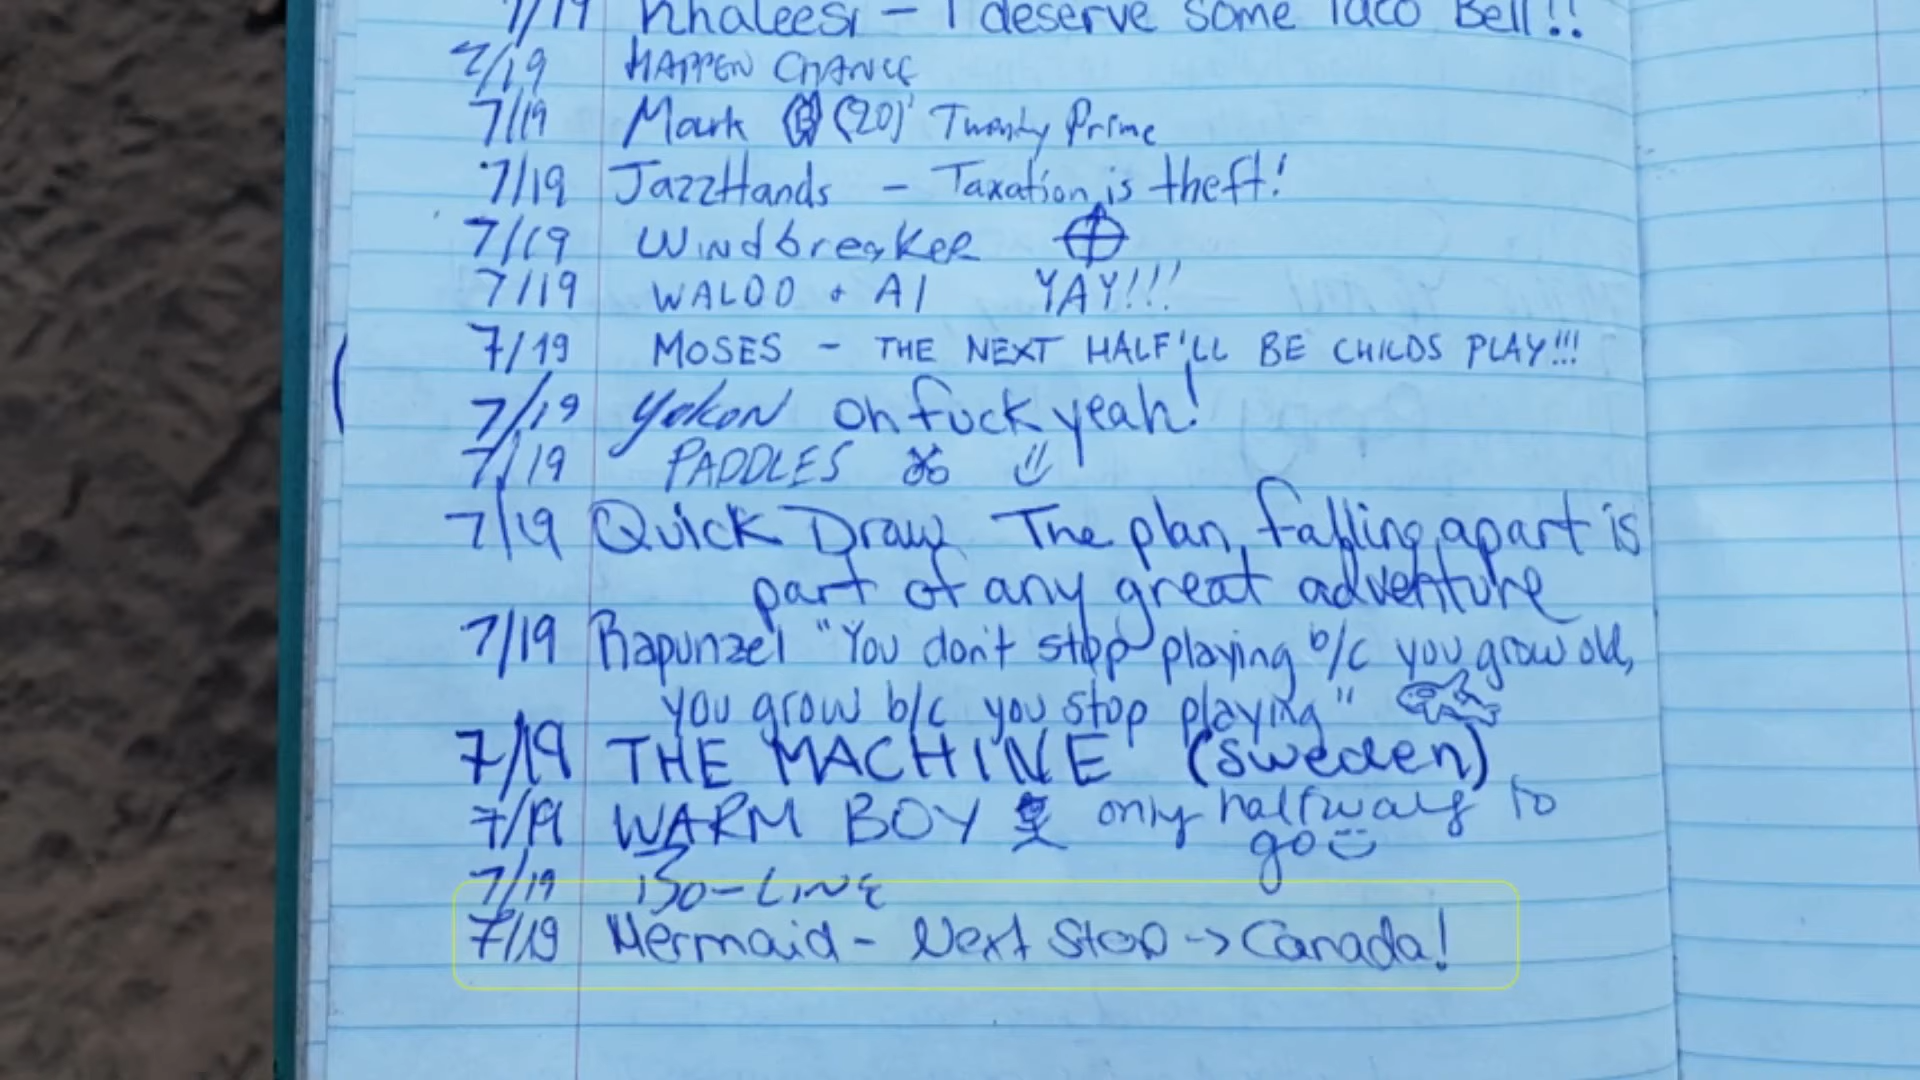 7/19 Khaleesi - I deserve some Taco Bell!!
7/19 HAPPEN CHANCE
7/19 Mark (20)' Twenty Prime
7/19 JazzHands - Taxation is theft!
7/19 WindbreaKeR
7/19 WALDO + AI YAY!!!
7/19 MOSES - THE NEXT HALF'LL BE CHILDS PLAY!!!
7/19 Yokon Oh fuck yeah!
7/19 PADDLES
7/19 Quick Draw The plan falling apart is
part of any great adventure
7/19 Rapunzel "You don't stop playing b/c you grow old,
you grow b/c you stop playing"
7/19 THE MACHINE (Sweden)
7/19 WARM BOY only halfway to
go
7/19 ISO-LINE
7/19 Mermaid - Next Stop -> Canada!